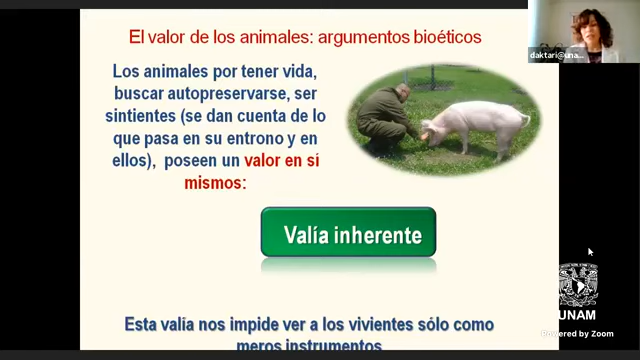 El valor de los animales: argumentos bioéticos
daktari@una...
Los animales por tener vida,
buscar autopreservarse, ser
sintientes (se dan cuenta de lo
que pasa en su entrono y en
ellos), poseen un valor en sí
mismos:
Valía inherente
Esta valía nos impide ver a los vivientes sólo como
meros instrumentos
UNAM
Powered by Zoom